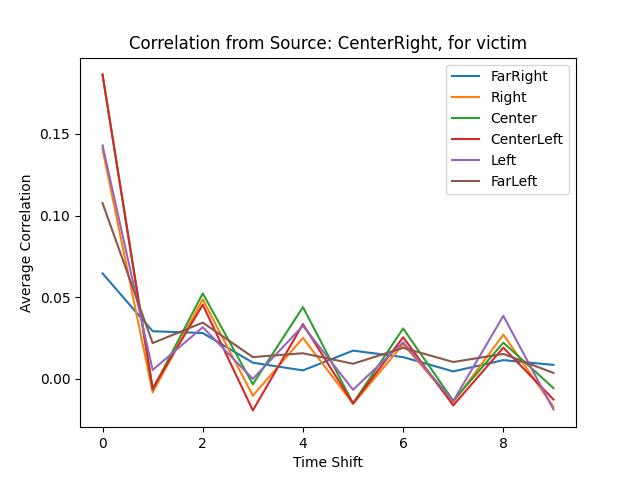 Correlation from Source: CenterRight, for victim
FarRight
Right
Center
CenterLeft
Left
FarLeft
0.15
0.10
0.05
0.00
Average Correlation
0 2 4 6 8
Time Shift